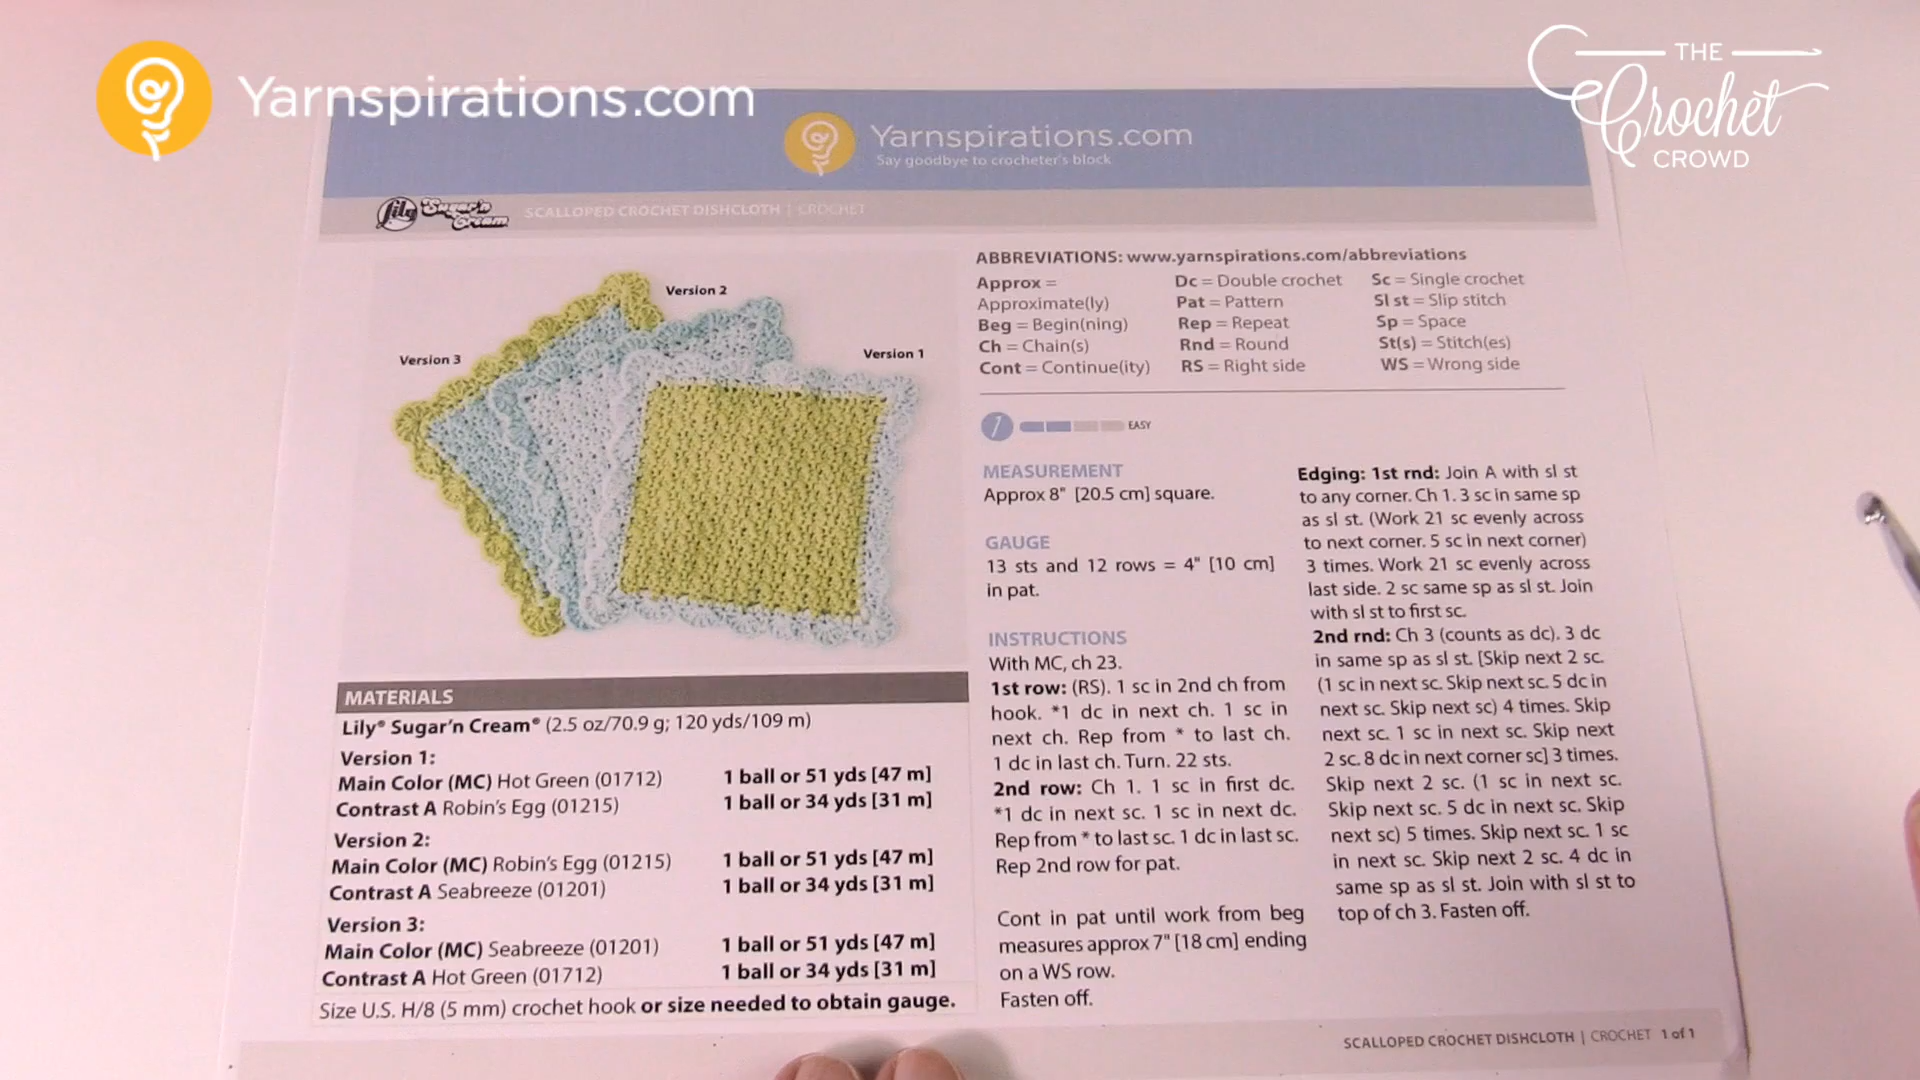 Yarnspirations.com
THE
Crochet
CROWD
Yarnspirations.com
Say goodbye to crocheter's block
Lily Sugar'n Cream
SCALLOPED CROCHET DISHCLOTH | CROCHET
Version 2
Version 3
Version 1
MATERIALS
Lily® Sugar'n Cream® (2.5 oz/70.9 g; 120 yds/109 m)
Version 1:
Main Color (MC) Hot Green (01712) 1 ball or 51 yds [47 m]
Contrast A Robin's Egg (01215) 1 ball or 34 yds [31 m]
Version 2:
Main Color (MC) Robin's Egg (01215) 1 ball or 51 yds [47 m]
Contrast A Seabreeze (01201) 1 ball or 34 yds [31 m]
Version 3:
Main Color (MC) Seabreeze (01201) 1 ball or 51 yds [47 m]
Contrast A Hot Green (01712) 1 ball or 34 yds [31 m]
Size U.S. H/8 (5 mm) crochet hook or size needed to obtain gauge.
ABBREVIATIONS: www.yarnspirations.com/abbreviations
Approx =
Approximate(ly)
Beg = Begin(ning)
Ch = Chain(s)
Cont = Continue(ity)
Dc = Double crochet
Pat = Pattern
Rep = Repeat
Rnd = Round
RS = Right side
Sc = Single crochet
Sl st = Slip stitch
Sp = Space
St(s) = Stitch(es)
WS = Wrong side
EASY
MEASUREMENT
Approx 8" [20.5 cm] square.
GAUGE
13 sts and 12 rows = 4" [10 cm]
in pat.
INSTRUCTIONS
With MC, ch 23.
1st row: (RS). 1 sc in 2nd ch from
hook. *1 dc in next ch. 1 sc in
next ch. Rep from * to last ch.
1 dc in last ch. Turn. 22 sts.
2nd row: Ch 1. 1 sc in first dc.
*1 dc in next sc. 1 sc in next dc.
Rep from * to last sc. 1 dc in last sc.
Rep 2nd row for pat.
Cont in pat until work from beg
measures approx 7" [18 cm] ending
on a WS row.
Fasten off.
Edging: 1st rnd: Join A with sl st
to any corner. Ch 1. 3 sc in same sp
as sl st. (Work 21 sc evenly across
to next corner. 5 sc in next corner)
3 times. Work 21 sc evenly across
last side. 2 sc same sp as sl st. Join
with sl st to first sc.
2nd rnd: Ch 3 (counts as dc). 3 dc
in same sp as sl st. [Skip next 2 sc.
(1 sc in next sc. Skip next sc. 5 dc in
next sc. Skip next sc) 4 times. Skip
next sc. 1 sc in next sc. Skip next
2 sc. 8 dc in next corner sc] 3 times.
Skip next 2 sc. (1 sc in next sc.
Skip next sc. 5 dc in next sc. Skip
next sc) 5 times. Skip next sc. 1 sc
in next sc. Skip next 2 sc. 4 dc in
same sp as sl st. Join with sl st to
top of ch 3. Fasten off.
SCALLOPED CROCHET DISHCLOTH | CROCHET 1 of 1